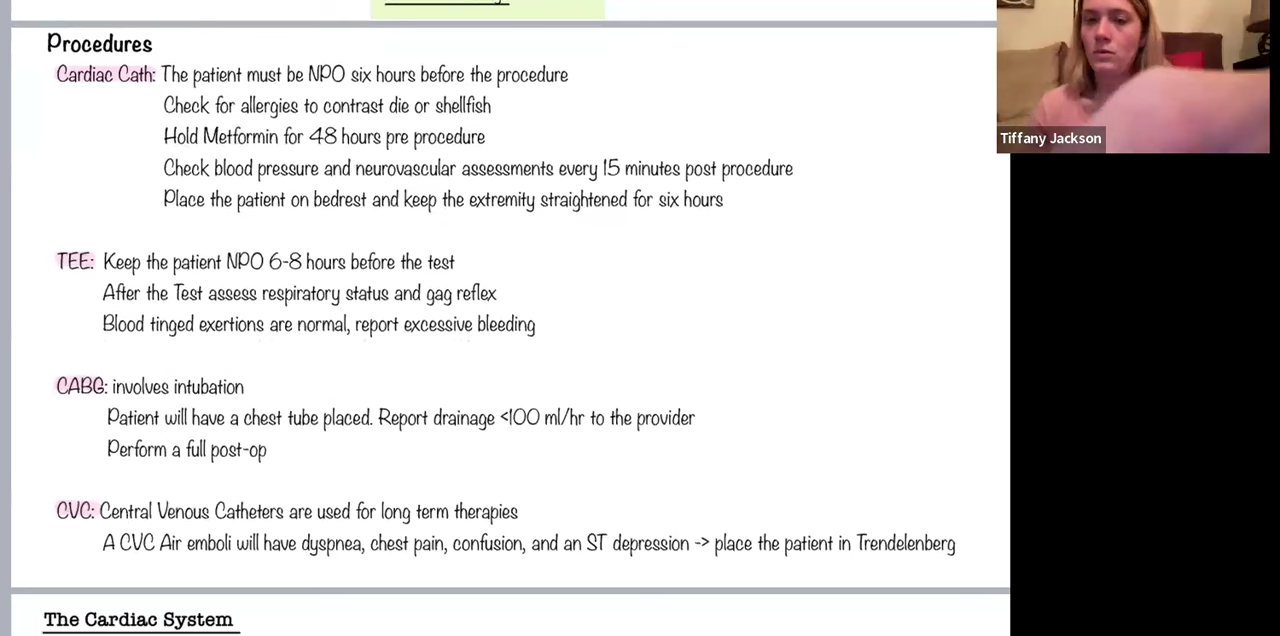 Procedures
Cardiac Cath: The patient must be NPO six hours before the procedure
Check for allergies to contrast die or shellfish
Hold Metformin for 48 hours pre procedure
Check blood pressure and neurovascular assessments every 15 minutes post procedure
Place the patient on bedrest and keep the extremity straightened for six hours
TEE: Keep the patient NPO 6-8 hours before the test
After the Test assess respiratory status and gag reflex
Blood tinged exertions are normal, report excessive bleeding
CABG: involves intubation
Patient will have a chest tube placed. Report drainage <100 ml/hr to the provider
Perform a full post-op
CVC: Central Venous Catheters are used for long term therapies
A CVC Air emboli will have dyspnea, chest pain, confusion, and an ST depression -> place the patient in Trendelenberg
The Cardiac System
Tiffany Jackson